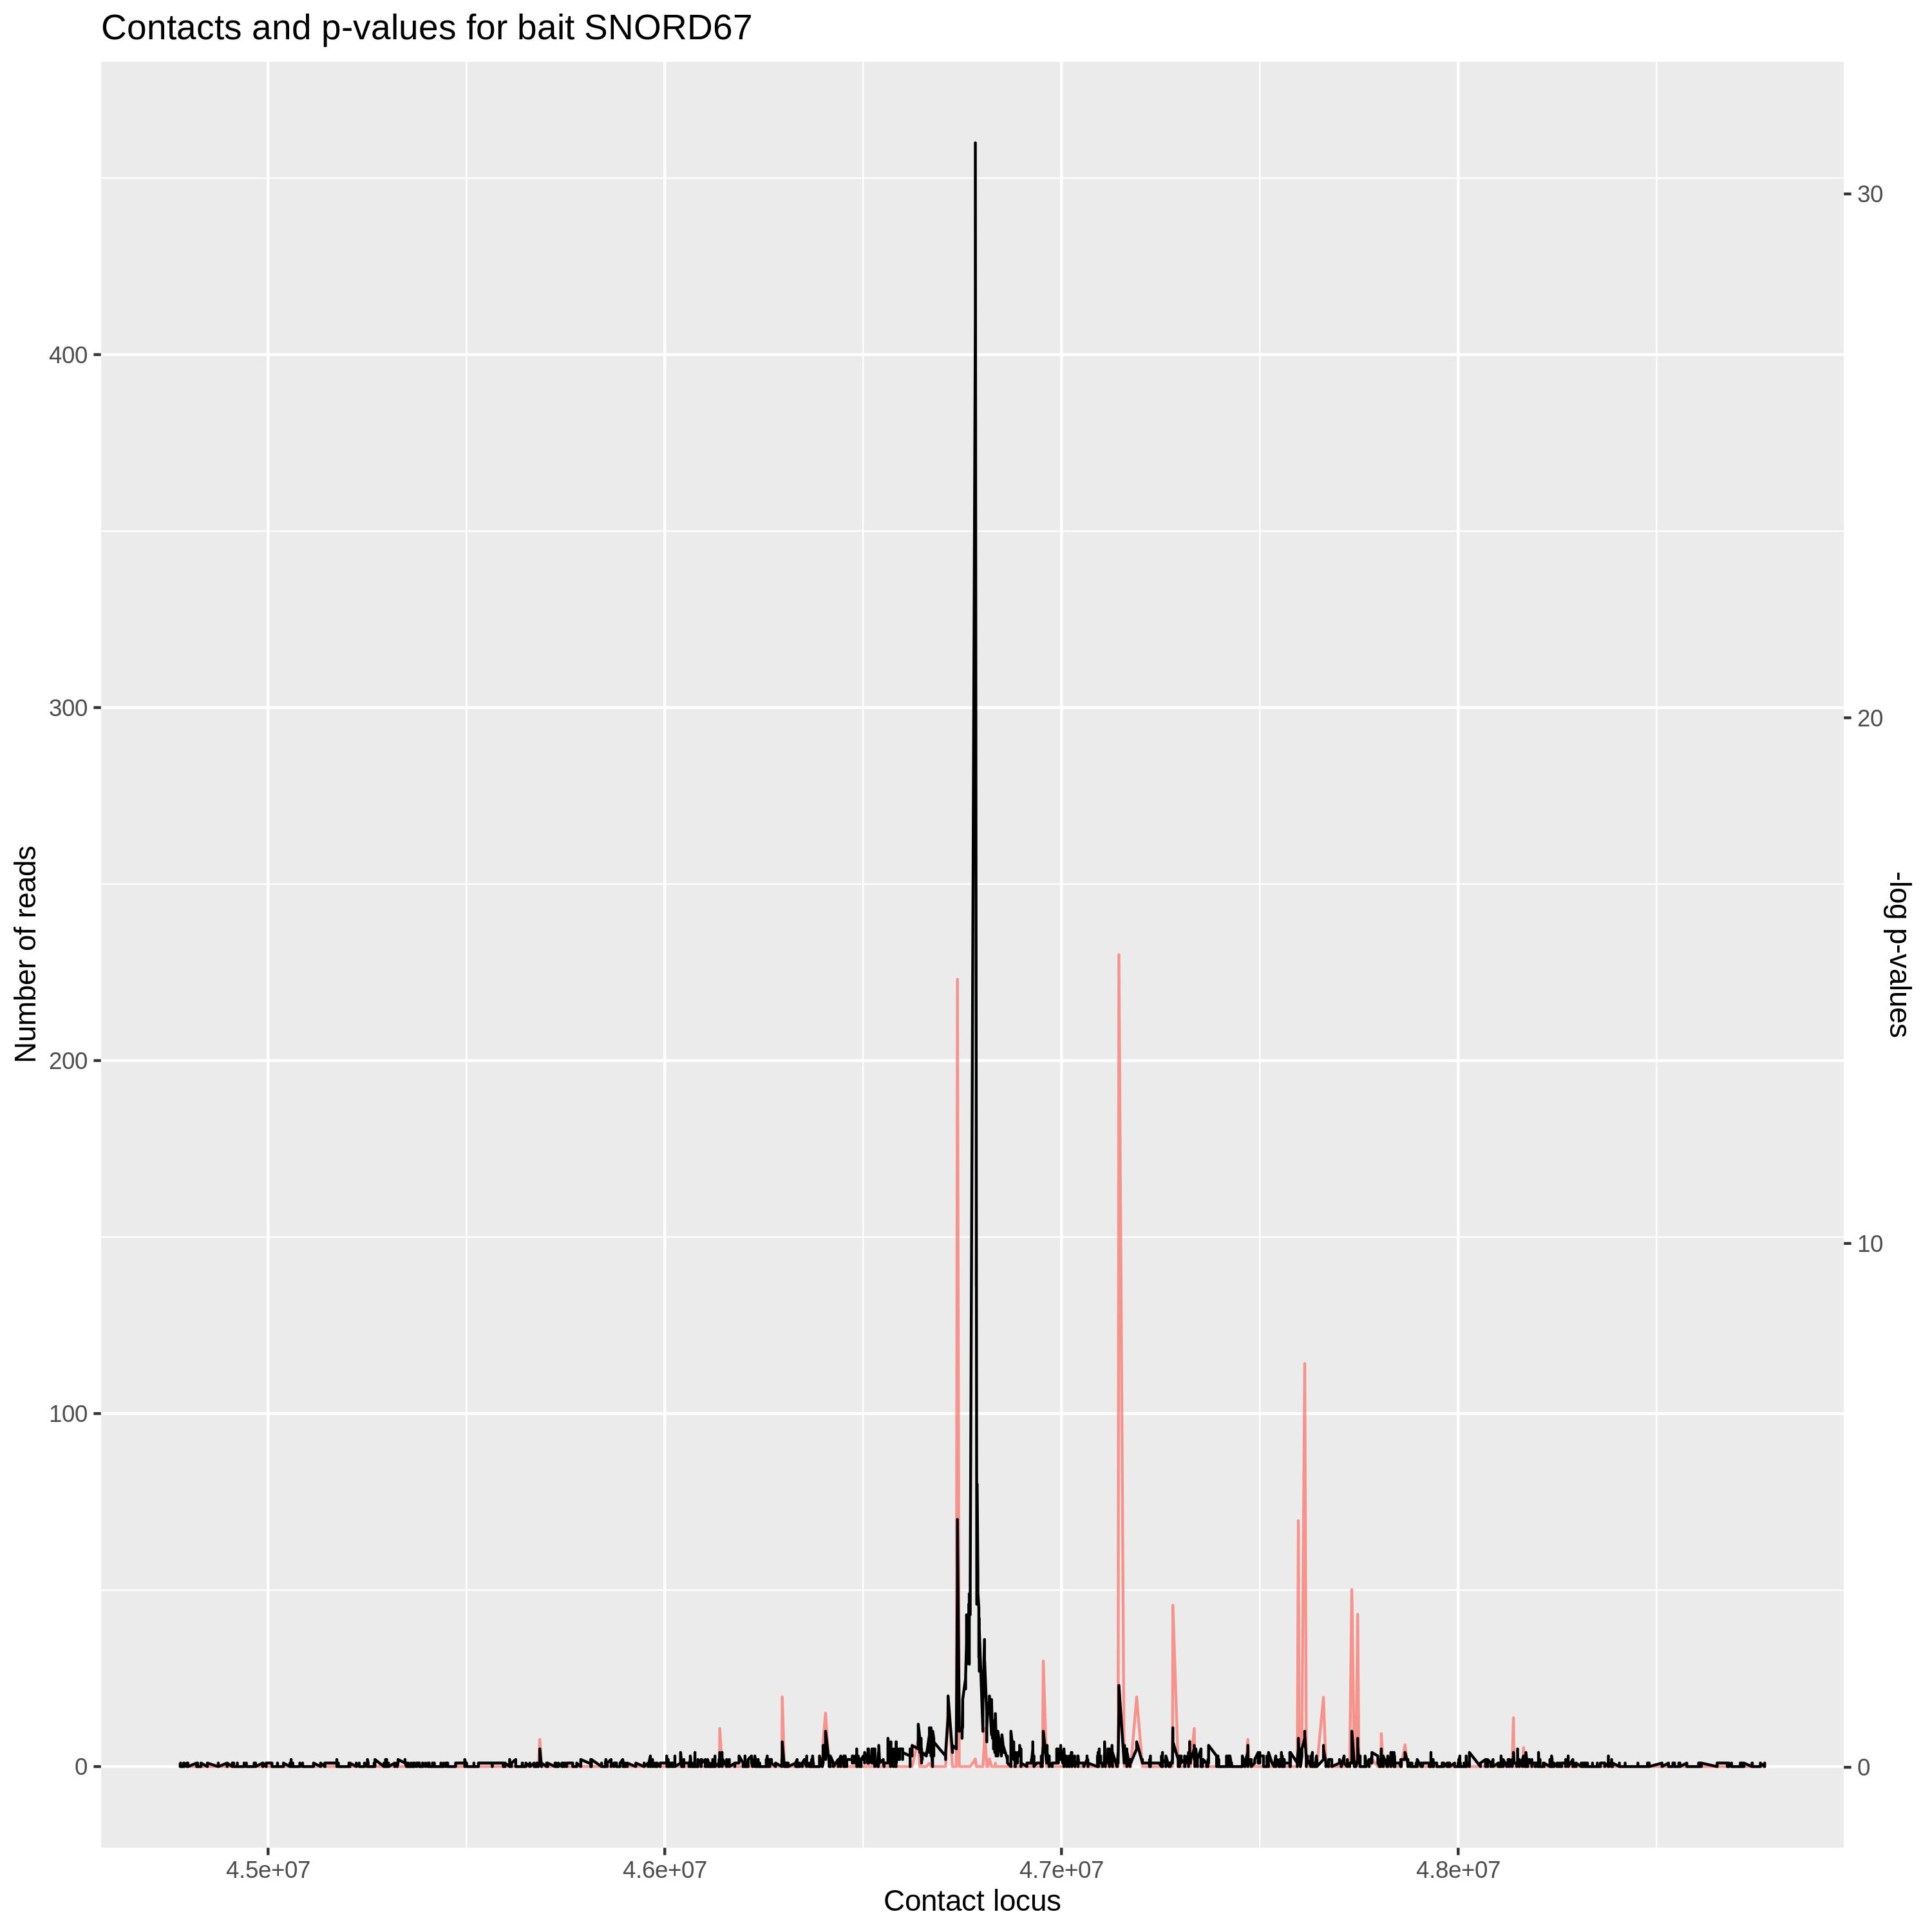 Contacts and p-values for bait SNORD67
Number of reads
400
300
200
100
0
30
20
10
0
-log p-values
4.5e+07
4.6e+07
4.7e+07
4.8e+07
Contact locus